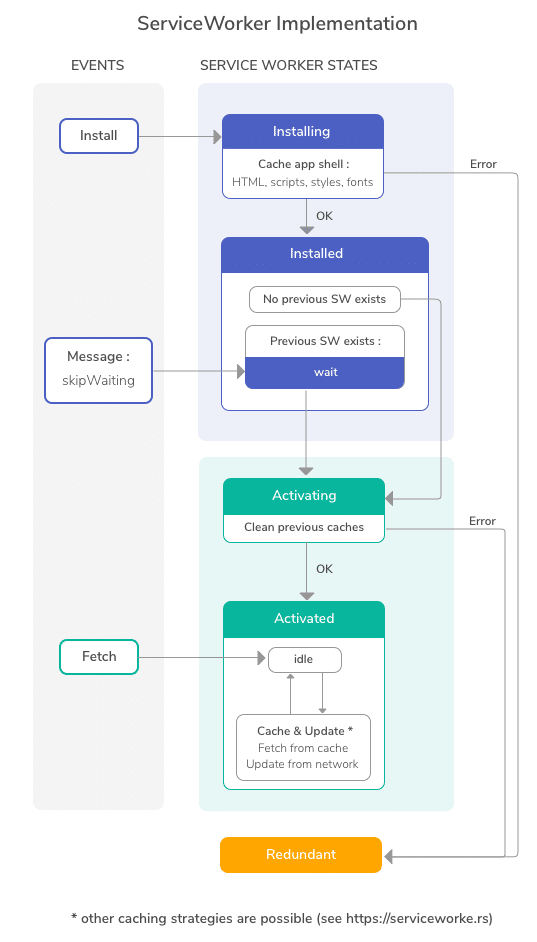 ServiceWorker Implementation
EVENTS
SERVICE WORKER STATES
Install
Installing
Cache app shell :
HTML, scripts, styles, fonts
Error
OK
Installed
No previous SW exists
Previous SW exists :
wait
Message :
skipWaiting
Activating
Clean previous caches
Error
OK
Activated
Fetch
idle
Cache & Update *
Fetch from cache
Update from network
Redundant
* other caching strategies are possible (see https://serviceworke.rs)